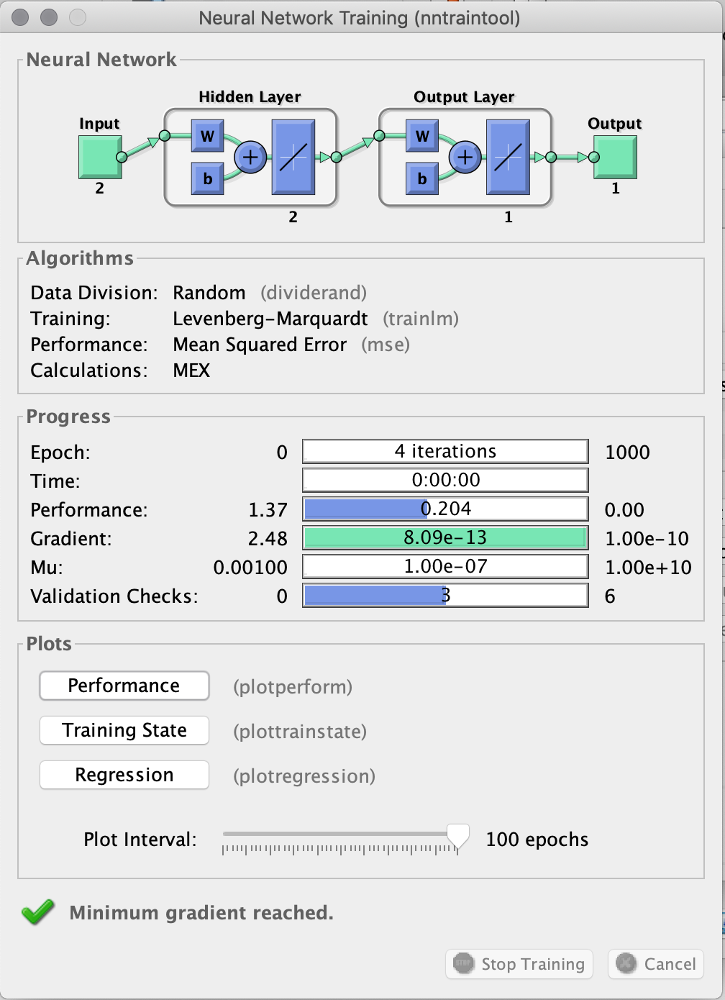 Neural Network Training (nntraintool)
Neural Network
Hidden Layer
Output Layer
Input
Output
W
W
+
+
b
b
2
1
2
1
Algorithms
Data Division: Random (dividerand)
Training: Levenberg-Marquardt (trainlm)
Performance: Mean Squared Error (mse)
Calculations: MEX
Progress
Epoch: 0 4 iterations 1000
Time: 0:00:00
Performance: 1.37 0.204 0.00
Gradient: 2.48 8.09e-13 1.00e-10
Mu: 0.00100 1.00e-07 1.00e+10
Validation Checks: 0 3 6
Plots
Performance (plotperform)
Training State (plottrainstate)
Regression (plotregression)
Plot Interval: 100 epochs
Minimum gradient reached.
STOP Stop Training Cancel